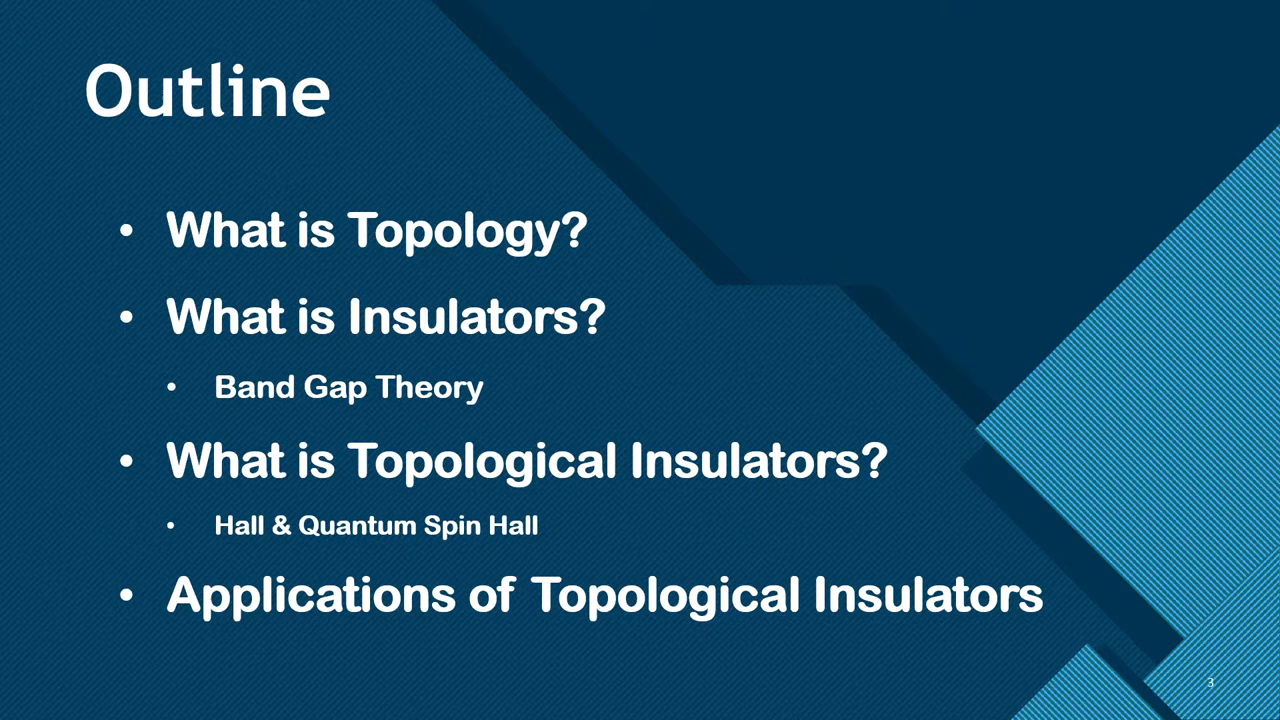 Outline
• What is Topology?
• What is Insulators?
• Band Gap Theory
• What is Topological Insulators?
• Hall & Quantum Spin Hall
• Applications of Topological Insulators
3